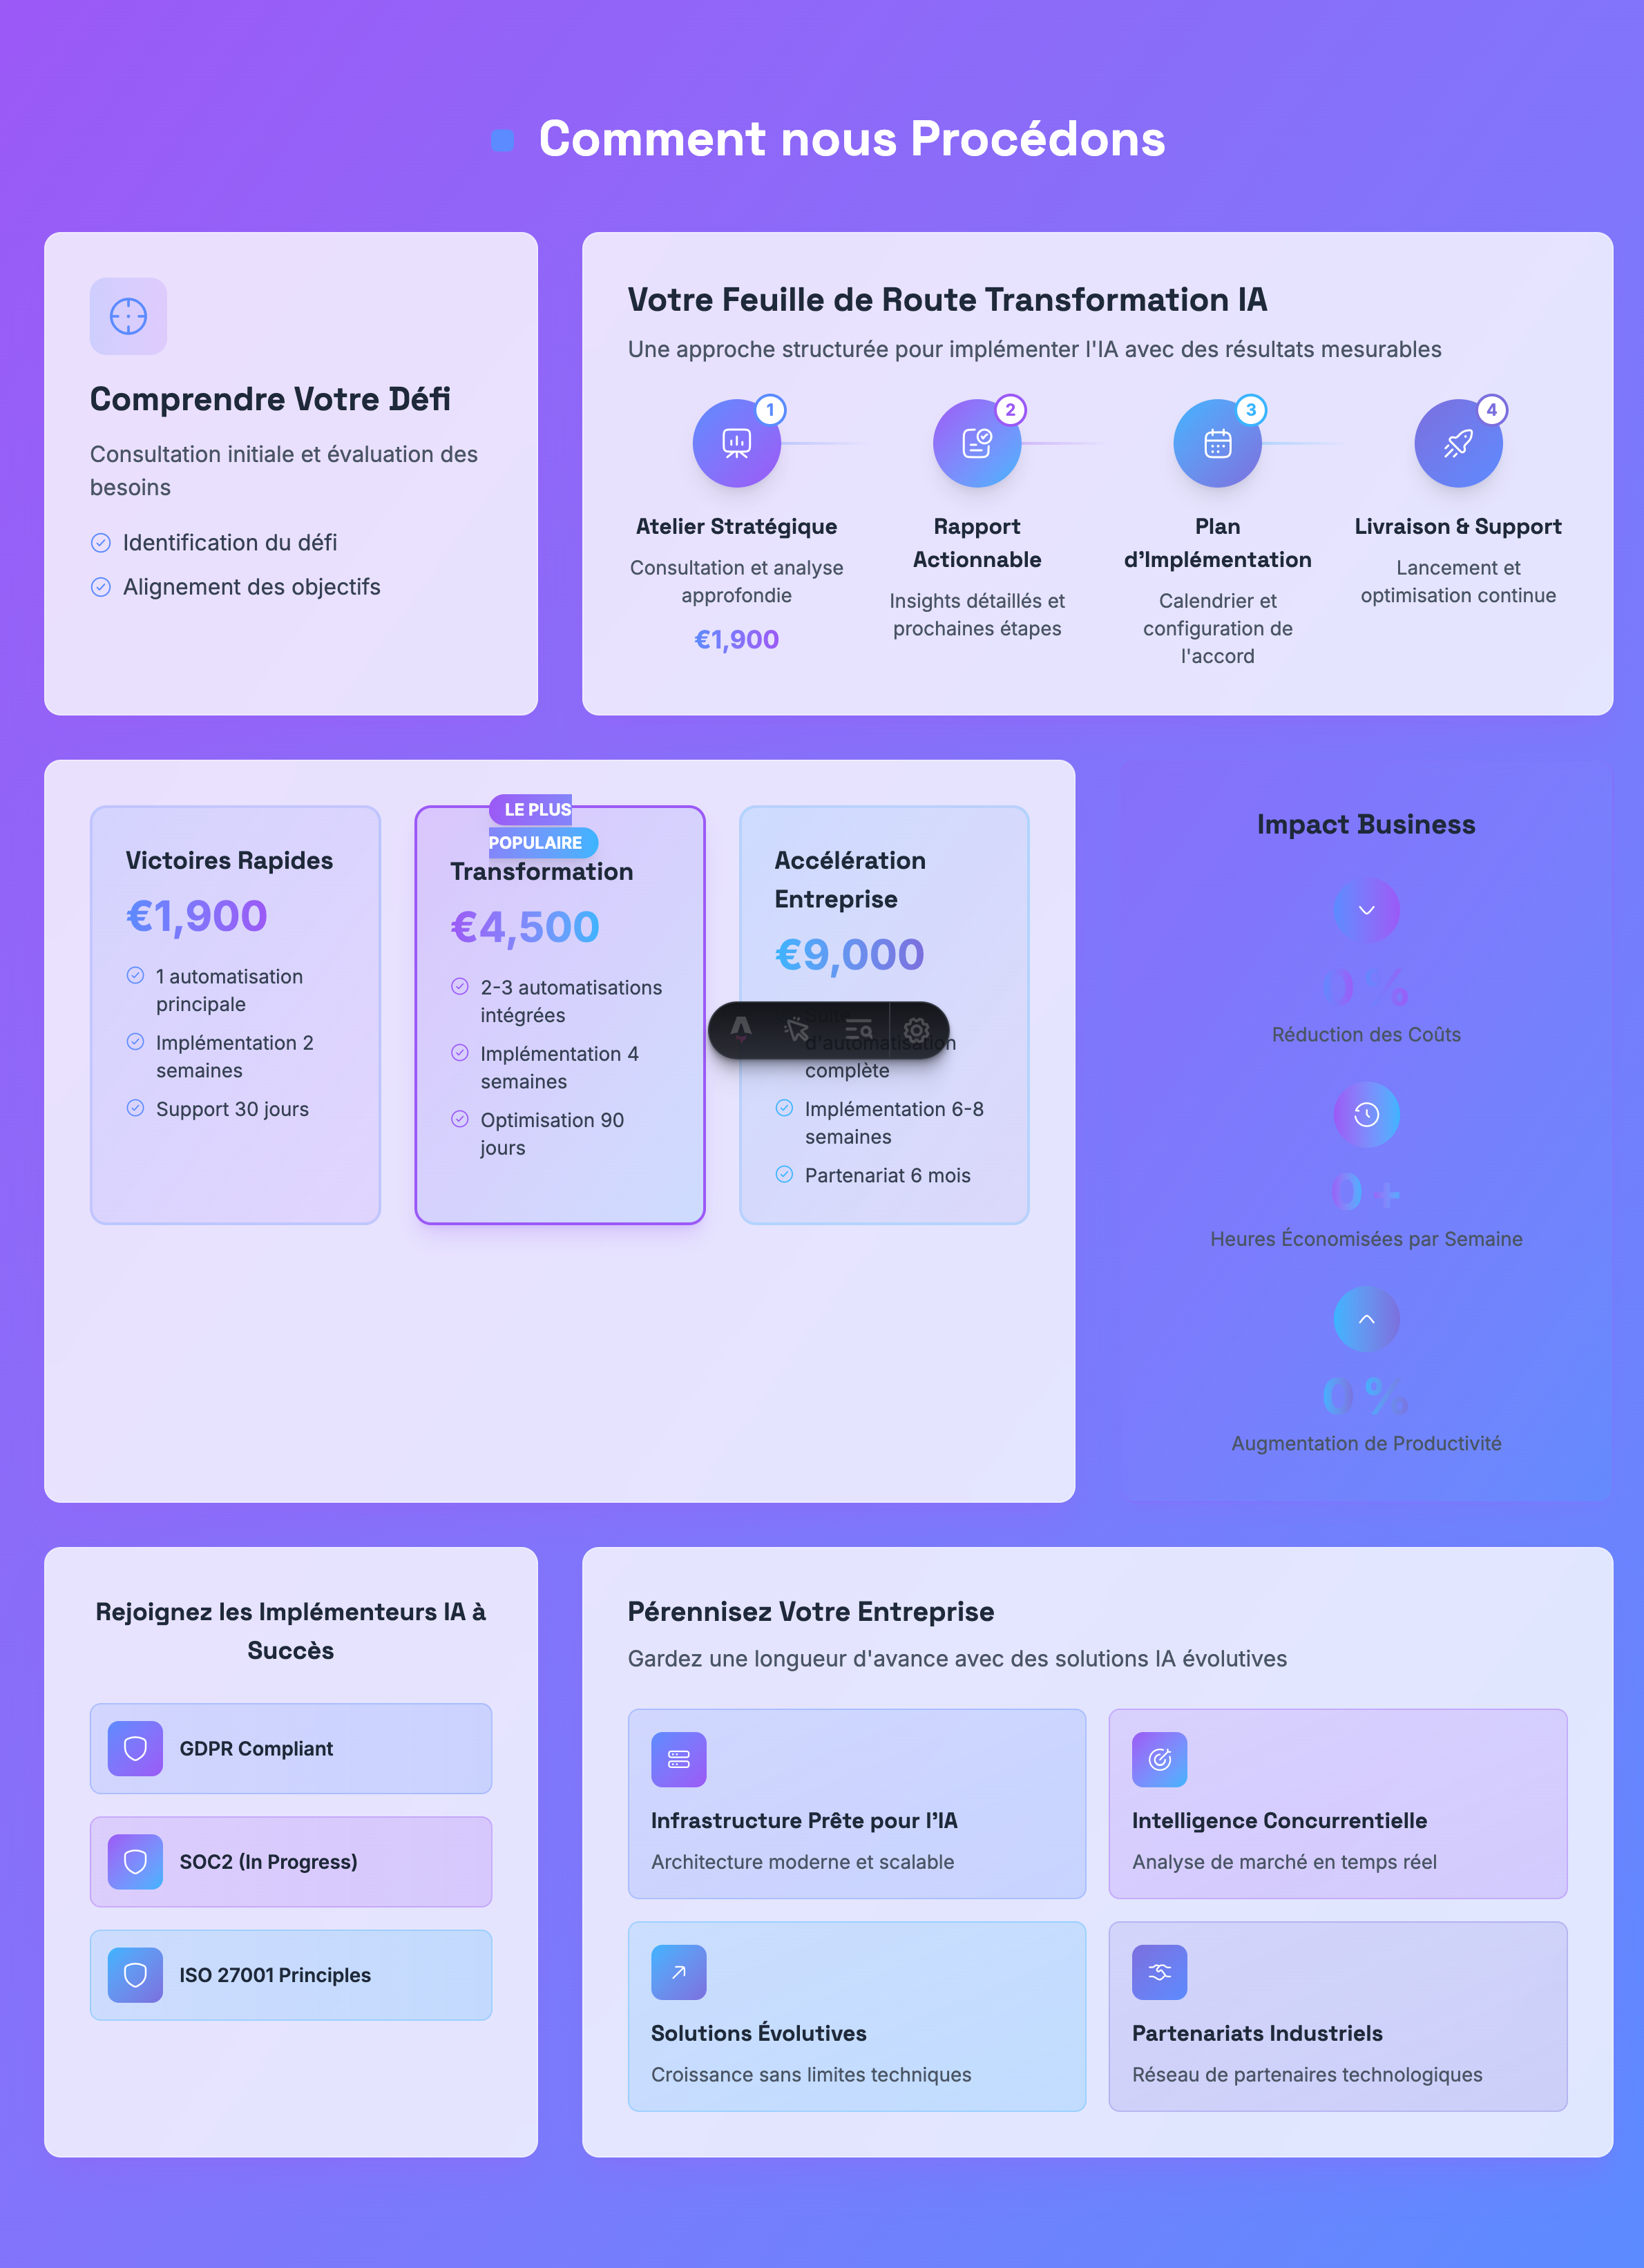 Comment nous Procédons
Comprendre Votre Défi
Consultation initiale et évaluation des
besoins
Identification du défi
Alignement des objectifs
Votre Feuille de Route Transformation IA
Une approche structurée pour implémenter l'IA avec des résultats mesurables
1
2
3
4
Atelier Stratégique
Consultation et analyse
approfondie
€1,900
Rapport
Actionnable
Insights détaillés et
prochaines étapes
Plan
d’Implémentation
Calendrier et
configuration de
l'accord
Livraison & Support
Lancement et
optimisation continue
Victoires Rapides
€1,900
1 automatisation
principale
Implémentation 2
semaines
Support 30 jours
LE PLUS
POPULAIRE
Transformation
€4,500
2-3 automatisations
intégrées
Implémentation 4
semaines
Optimisation 90
jours
Accélération
Entreprise
€9,000
Suite
d'automatisation
complète
Implémentation 6-8
semaines
Partenariat 6 mois
Impact Business
0%
Réduction des Coûts
0+
Heures Économisées par Semaine
0%
Augmentation de Productivité
Rejoignez les Implémenteurs IA à
Succès
GDPR Compliant
SOC2 (In Progress)
ISO 27001 Principles
Pérennisez Votre Entreprise
Gardez une longueur d'avance avec des solutions IA évolutives
Infrastructure Prête pour l’IA
Architecture moderne et scalable
Intelligence Concurrentielle
Analyse de marché en temps réel
Solutions Évolutives
Croissance sans limites techniques
Partenariats Industriels
Réseau de partenaires technologiques